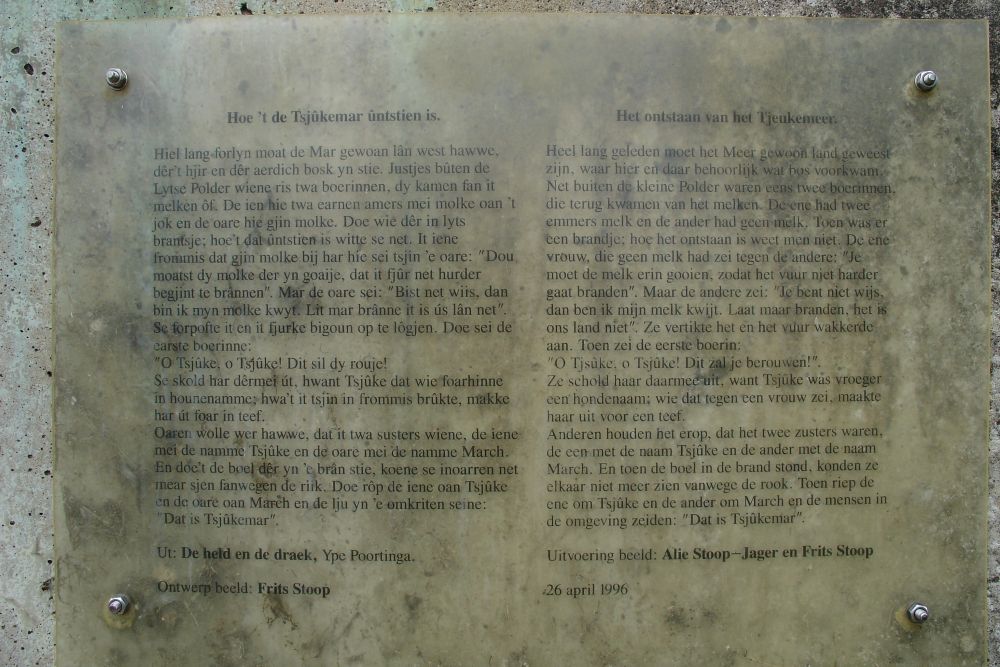 Hoe 't de Tsjûkemar ûntstien is.
Hiel lang forlyn moat de Mar gewoan lân west hawwe,
dêr't hjir en dêr aerdich bosk yn stie. Justjes bûten de
Lytse Polder wiene ris twa boerinnen, dy kamen fan it
melken ôf. De ien hie twa earnen amers mei molke oan 't
jok en de oare hie gjin molke. Doe wie dêr in lyts
brantsje; hoe't dat ûntstien is witte se net. It iene
frommis dat gjin molke bij har hie sei tsjin 'e oare: "Dou
moatst dy molke der yn goaije, dat it fjûr net hurder
begjint te brânnen". Mar de oare sei: "Bist net wiis, dan
bin ik myn molke kwyt. Lit mar brânne it is ús lân net".
Se forpofte it en it fjurke bigoun op te lôgjen. Doe sei de
earste boerinne:
"O Tsjûke, o Tsjûke! Dit sil dy rouje!
Se skold har dêrmei út, hwant Tsjûke dat wie foarhinne
in hounenamme; hwa't it tsjin in frommis brûkte, makke
har út foar in teef.
Oaren wolle wer hawwe, dat it twa susters wiene, de iene
mei de namme Tsjûke en de oare mei de namme March.
En doe't de boel dêr yn 'e brân stie, koene se inoarren net
mear sjen fanwegen de riik. Doe rôp de iene oan Tsjûke
en de oare oan March en de lju yn 'e omkriten seine:
"Dat is Tsjûkemar".
Ut: De held en de draek, Ype Poortinga.
Ontwerp beeld: Frits Stoop
Het ontstaan van het Tjeukemeer.
Heel lang geleden moet het Meer gewoon land geweest
zijn, waar hier en daar behoorlijk wat bos voorkwam.
Net buiten de kleine Polder waren eens twee boerinnen,
die terug kwamen van het melken. De ene had twee
emmers melk en de ander had geen melk. Toen was er
een brandje; hoe het ontstaan is weet men niet. De ene
vrouw, die geen melk had zei tegen de andere: "Je
moet de melk erin gooien, zodat het vuur niet harder
gaat branden". Maar de andere zei: "Je bent niet wijs,
dan ben ik mijn melk kwijt. Laat maar branden, het is
ons land niet". Ze vertikte het en het vuur wakkerde
aan. Toen zei de eerste boerin:
"O Tjsûke, o Tsjûke! Dit zal je berouwen!".
Ze schold haar daarmee uit, want Tsjûke was vroeger
een hondenaam; wie dat tegen een vrouw zei, maakte
haar uit voor een teef.
Anderen houden het erop, dat het twee zusters waren,
de een met de naam Tsjûke en de ander met de naam
March. En toen de boel in de brand stond, konden ze
elkaar niet meer zien vanwege de rook. Toen riep de
ene om Tsjûke en de ander om March en de mensen in
de omgeving zeiden: "Dat is Tsjûkemar".
Uitvoering beeld: Alie Stoop-Jager en Frits Stoop
26 april 1996